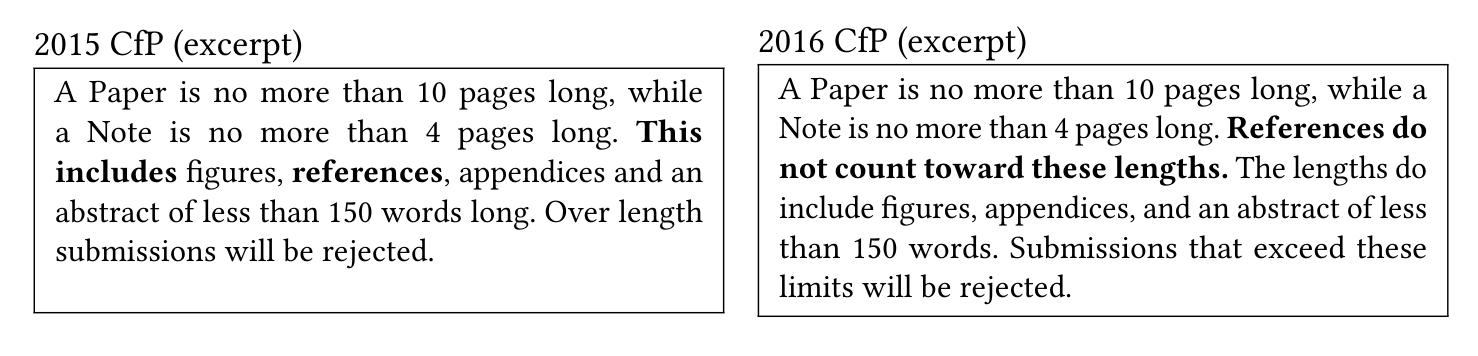 2015 CfP (excerpt)
A Paper is no more than 10 pages long, while
a Note is no more than 4 pages long. This
includes figures, references, appendices and an
abstract of less than 150 words long. Over length
submissions will be rejected.
2016 CfP (excerpt)
A Paper is no more than 10 pages long, while a
Note is no more than 4 pages long. References do
not count toward these lengths. The lengths do
include figures, appendices, and an abstract of less
than 150 words. Submissions that exceed these
limits will be rejected.